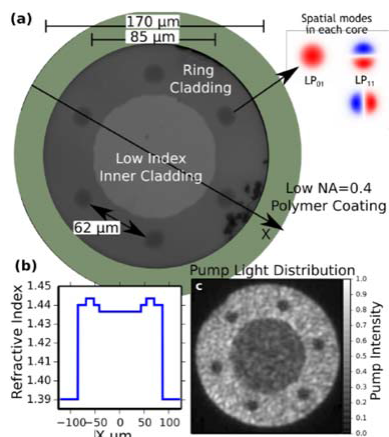 (a)
170 µm
85 µm
Spatial modes
in each core
LP01
LP11
Ring
Cladding
Low Index
Inner Cladding
Low NA=0.4
Polymer Coating
62 µm
X
(b)
Refractive Index
1.45
1.44
1.43
1.42
1.41
1.40
1.39
−100
−50
0
50
100
X µm
Pump Light Distribution
c
1.0
0.9
0.8
0.7
0.6
0.5
0.4
0.3
0.2
0.1
0.0
Pump Intensity